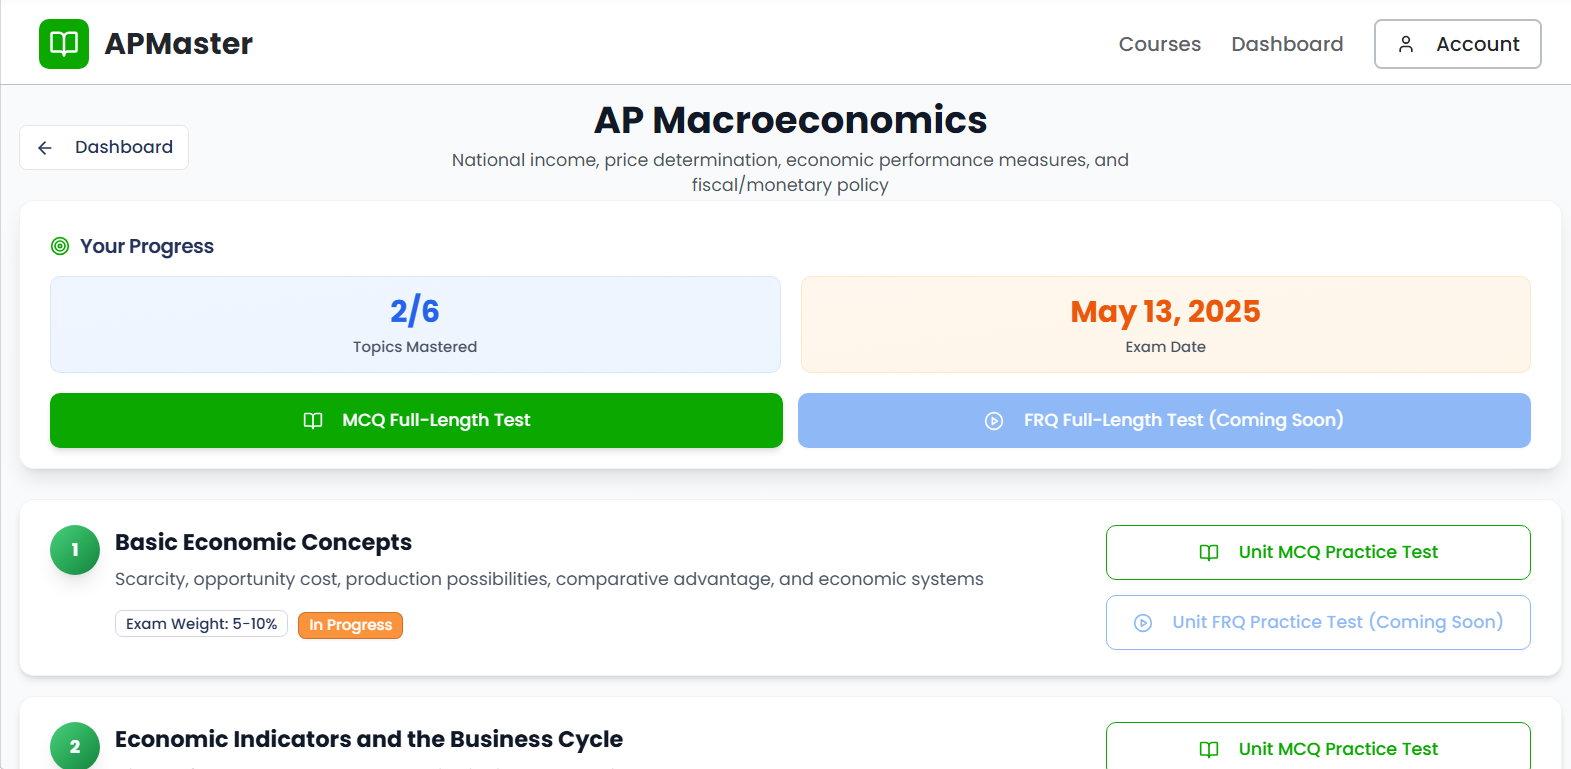 APMaster
Courses
Dashboard
Account
Dashboard
AP Macroeconomics
National income, price determination, economic performance measures, and
fiscal/monetary policy
Your Progress
2/6
Topics Mastered
May 13, 2025
Exam Date
MCQ Full-Length Test
FRQ Full-Length Test (Coming Soon)
1
Basic Economic Concepts
Scarcity, opportunity cost, production possibilities, comparative advantage, and economic systems
Exam Weight: 5-10%
In Progress
Unit MCQ Practice Test
Unit FRQ Practice Test (Coming Soon)
2
Economic Indicators and the Business Cycle
Unit MCQ Practice Test